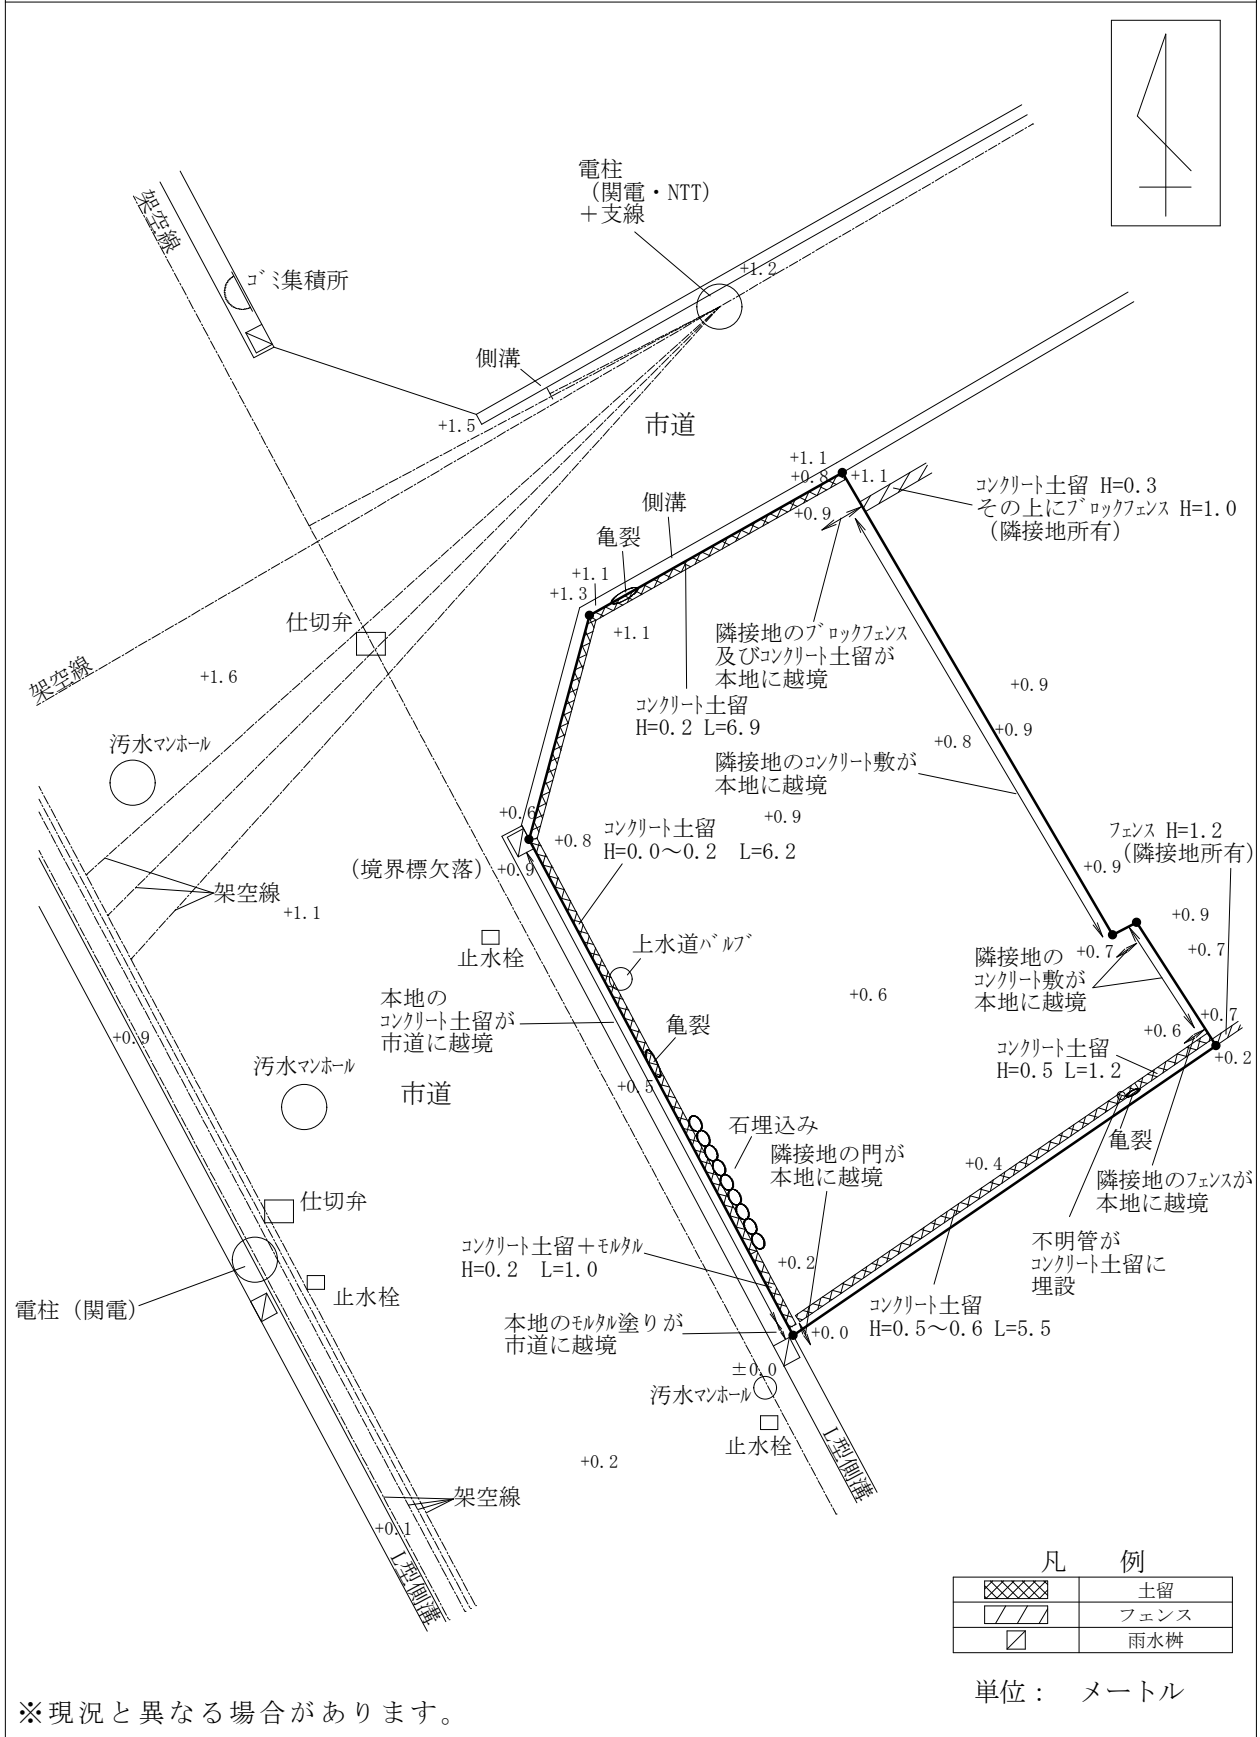 電柱
（関電・NTT）
＋支線
架空線
ゴミ集積所
+1.2
側溝
+1.5
市道
+1.1
+0.8
+1.1
コンクリート土留 H=0.3
その上にブロックフェンス H=1.0
（隣接地所有）
+0.9
側溝
亀裂
+1.1
+1.3
+1.1
仕切弁
隣接地のブロックフェンス
及びコンクリート土留が
本地に越境
架空線
+1.6
+0.9
コンクリート土留
H=0.2 L=6.9
+0.9
+0.8
汚水マンホール
隣接地のコンクリート敷が
本地に越境
+0.6
+0.8
コンクリート土留
H=0.0～0.2 L=6.2
+0.9
フェンス H=1.2
（隣接地所有）
（境界標欠落）
+0.9
+0.9
架空線
+1.1
+0.9
止水栓
上水道バルブ
+0.7
+0.7
隣接地の
コンクリート敷が
本地に越境
本地の
コンクリート土留が
市道に越境
+0.6
亀裂
+0.7
+0.6
+0.9
+0.2
コンクリート土留
H=0.5 L=1.2
汚水マンホール
市道
+0.5
石埋込み
亀裂
隣接地の門が
本地に越境
+0.4
隣接地のフェンスが
本地に越境
仕切弁
不明管が
コンクリート土留に
埋設
コンクリート土留＋モルタル
H=0.2 L=1.0
+0.2
電柱（関電）
止水栓
コンクリート土留
H=0.5～0.6 L=5.5
本地のモルタル塗りが
市道に越境
+0.0
±0.0
汚水マンホール
止水栓
L型側溝
+0.2
架空線
+0.1
L型側溝
凡 例
土留
フェンス
雨水桝
単位： メートル
※現況と異なる場合があります。